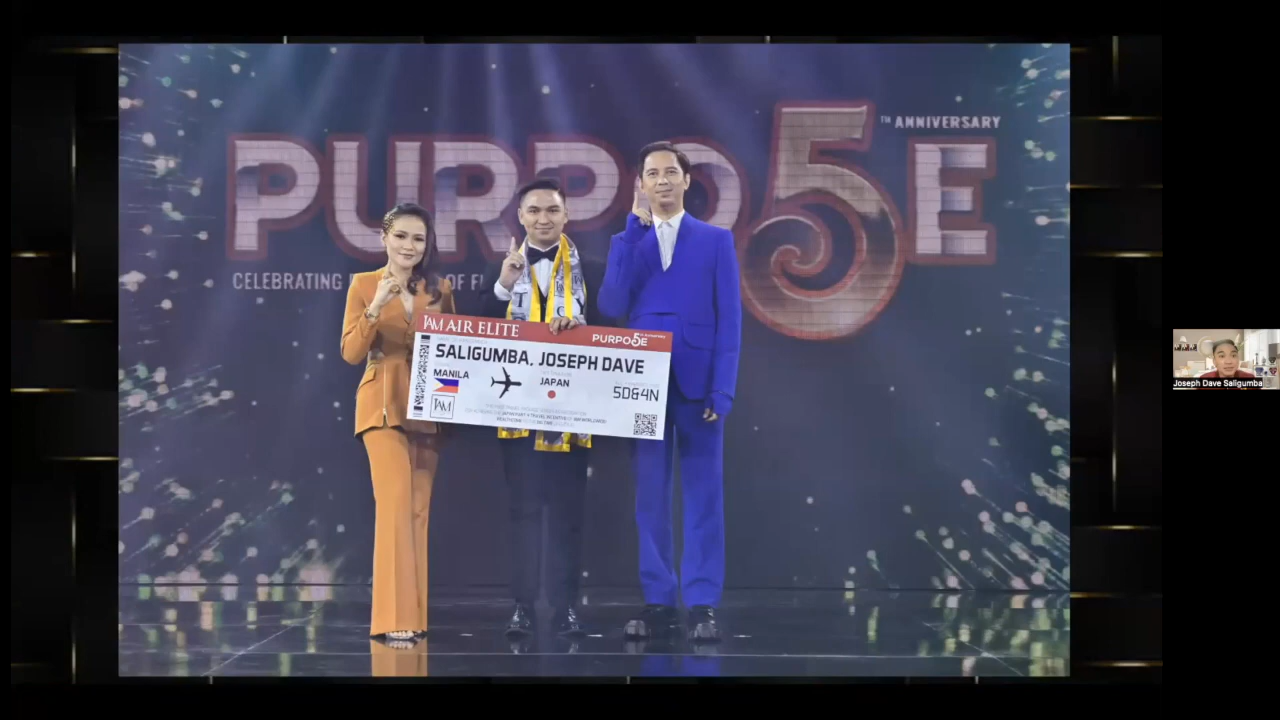 TH ANNIVERSARY
PURPO5E
CELEBRATING
OF
IAM AIR ELITE
PURPO5E
SALIGUMBA, JOSEPH DAVE
MANILA
JAPAN
5D&4N
IAM
Joseph Dave Saligumba